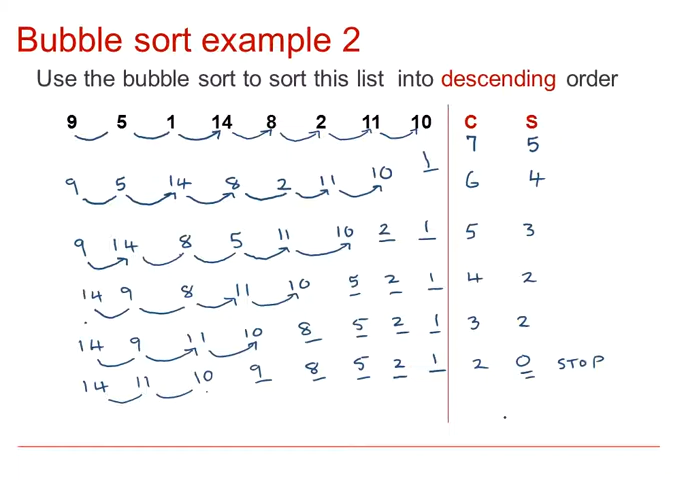 Bubble sort example 2
Use the bubble sort to sort this list into descending order
9 5 1 14 8 2 11 10 C S
7 5
9 5 14 8 2 11 10 1 6 4
9 14 8 5 11 10 2 1 5 3
14 9 8 11 10 5 2 1 4 2
14 9 11 10 8 5 2 1 3 2
14 11 10 9 8 5 2 1 2 0 STOP